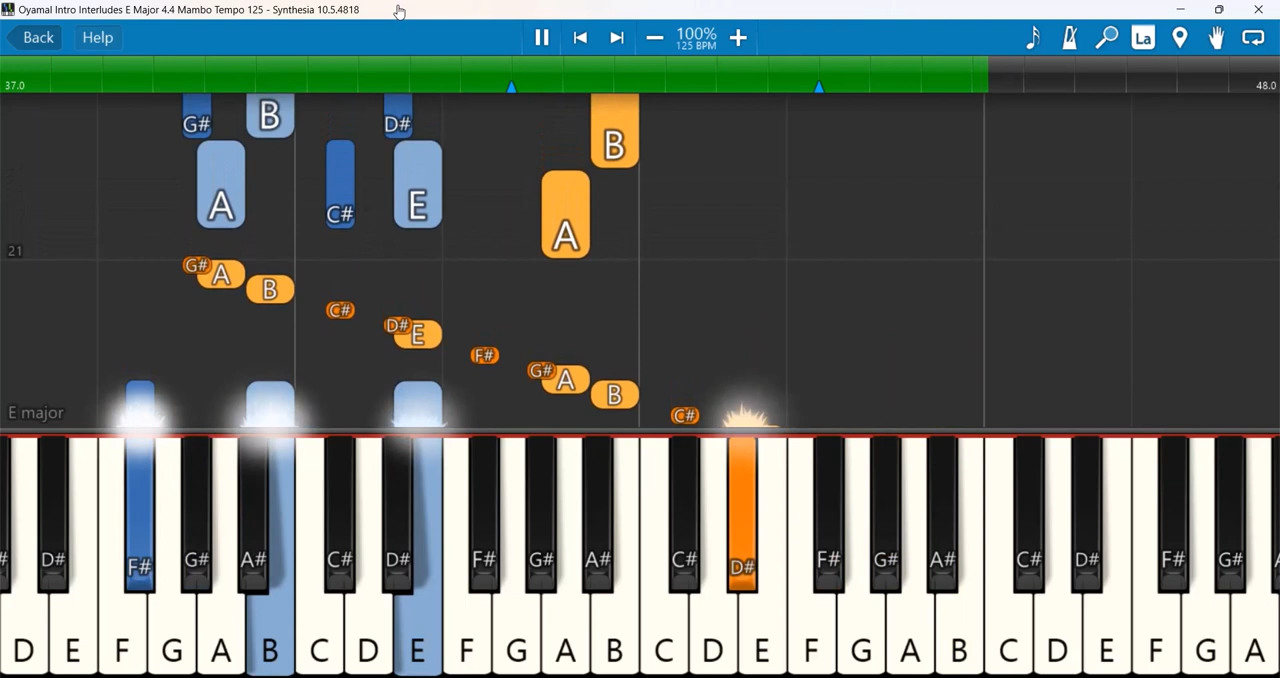 Oyamal Intro Interludes E Major 4.4 Mambo Tempo 125 - Synthesia 10.5.4818
Back Help 100% La
125 BPM
37.0 48.0
G# B D# B
A C# E A
21
G# A B
C#
D# E
F#
G# A B
C#
E major
# D# F# G# A# C# D# F# G# A# C# D# F# G# A# C# D# F# G# A
D E F G A B C D E F G A B C D E F G A B C D E F G A